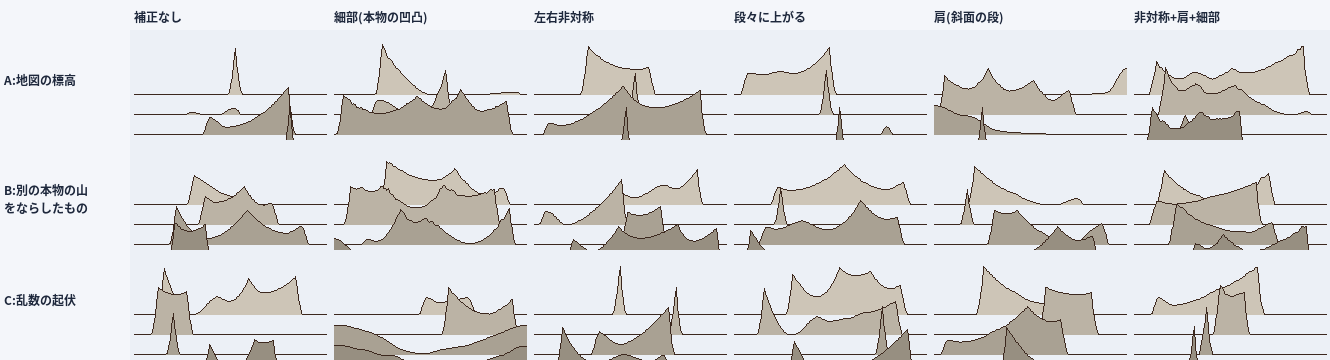 補正なし
細部(本物の凹凸)
左右非対称
段々に上がる
肩(斜面の段)
非対称+肩+細部
A:地図の標高
B:別の本物の山
をならしたもの
C:乱数の起伏